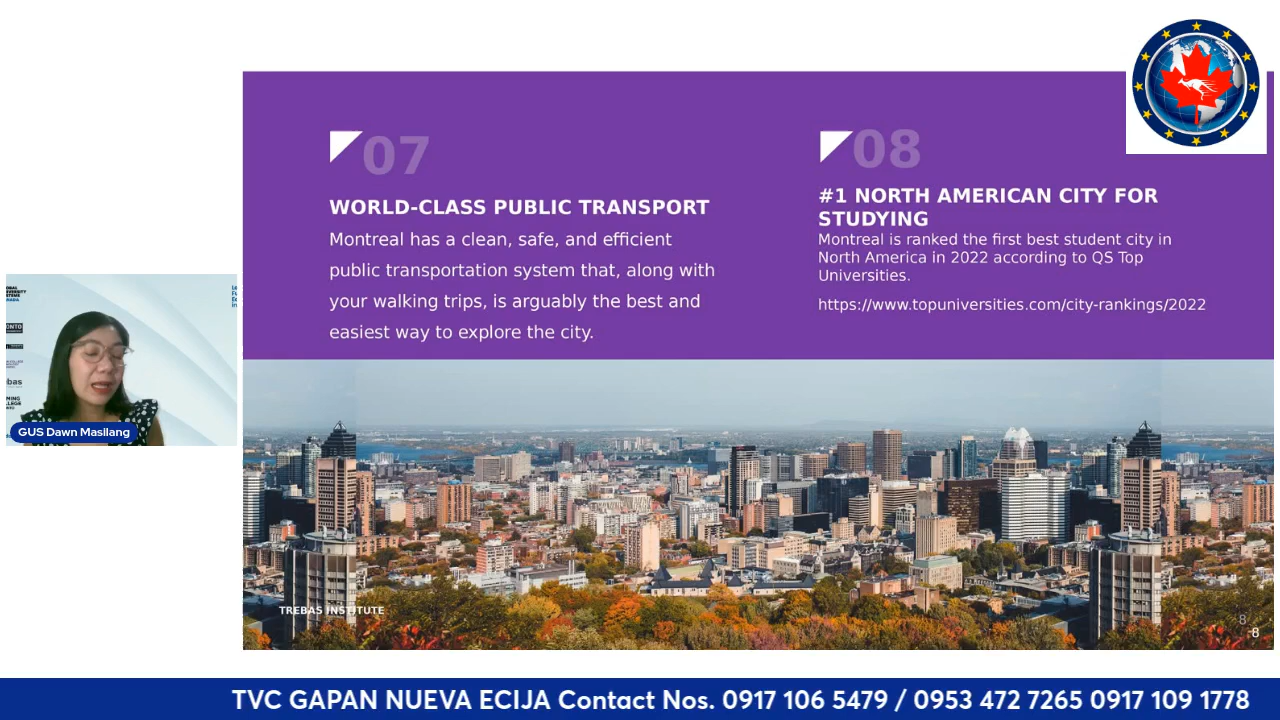 07
WORLD-CLASS PUBLIC TRANSPORT
Montreal has a clean, safe, and efficient
public transportation system that, along with
your walking trips, is arguably the best and
easiest way to explore the city.
08
#1 NORTH AMERICAN CITY FOR
STUDYING
Montreal is ranked the first best student city in
North America in 2022 according to QS Top
Universities.
https://www.topuniversities.com/city-rankings/2022
GUS Dawn Masilang
TREBAS INSTITUTE
8
8
TVC GAPAN NUEVA ECIJA Contact Nos. 0917 106 5479 / 0953 472 7265 0917 109 1778